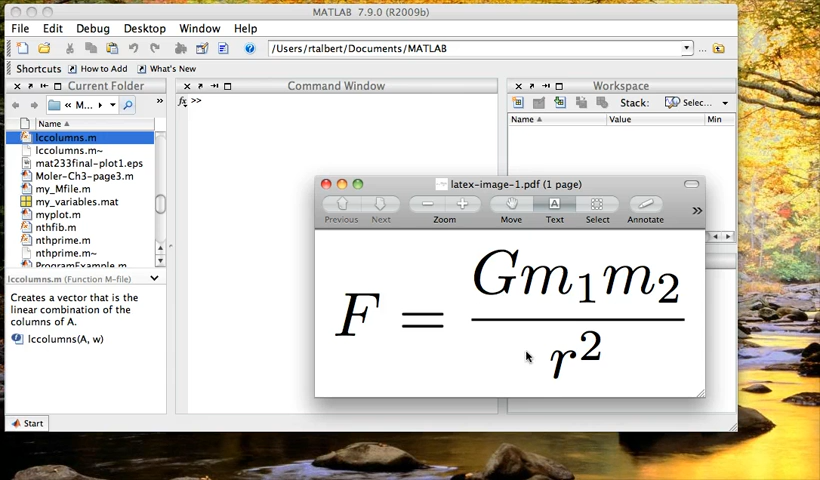 MATLAB 7.9.0 (R2009b)
File Edit Debug Desktop Window Help
/Users/rtalbert/Documents/MATLAB
Shortcuts How to Add What's New
Current Folder
« M...
Name
lccolumns.m
lccolumns.m~
mat233final-plot1.eps
Moler-Ch3-page3.m
my_Mfile.m
my_variables.mat
myplot.m
nthfib.m
nthprime.m
nthprime.m~
ProgramExample.m
lccolumns.m (Function M-file)
Creates a vector that is the
linear combination of the
columns of A.
lccolumns(A, w)
Start
Command Window
fx >>
Workspace
Stack: Selec...
Name Value Min
latex-image-1.pdf (1 page)
Previous Next Zoom Move Text Select Annotate
F = Gm₁m₂
r²